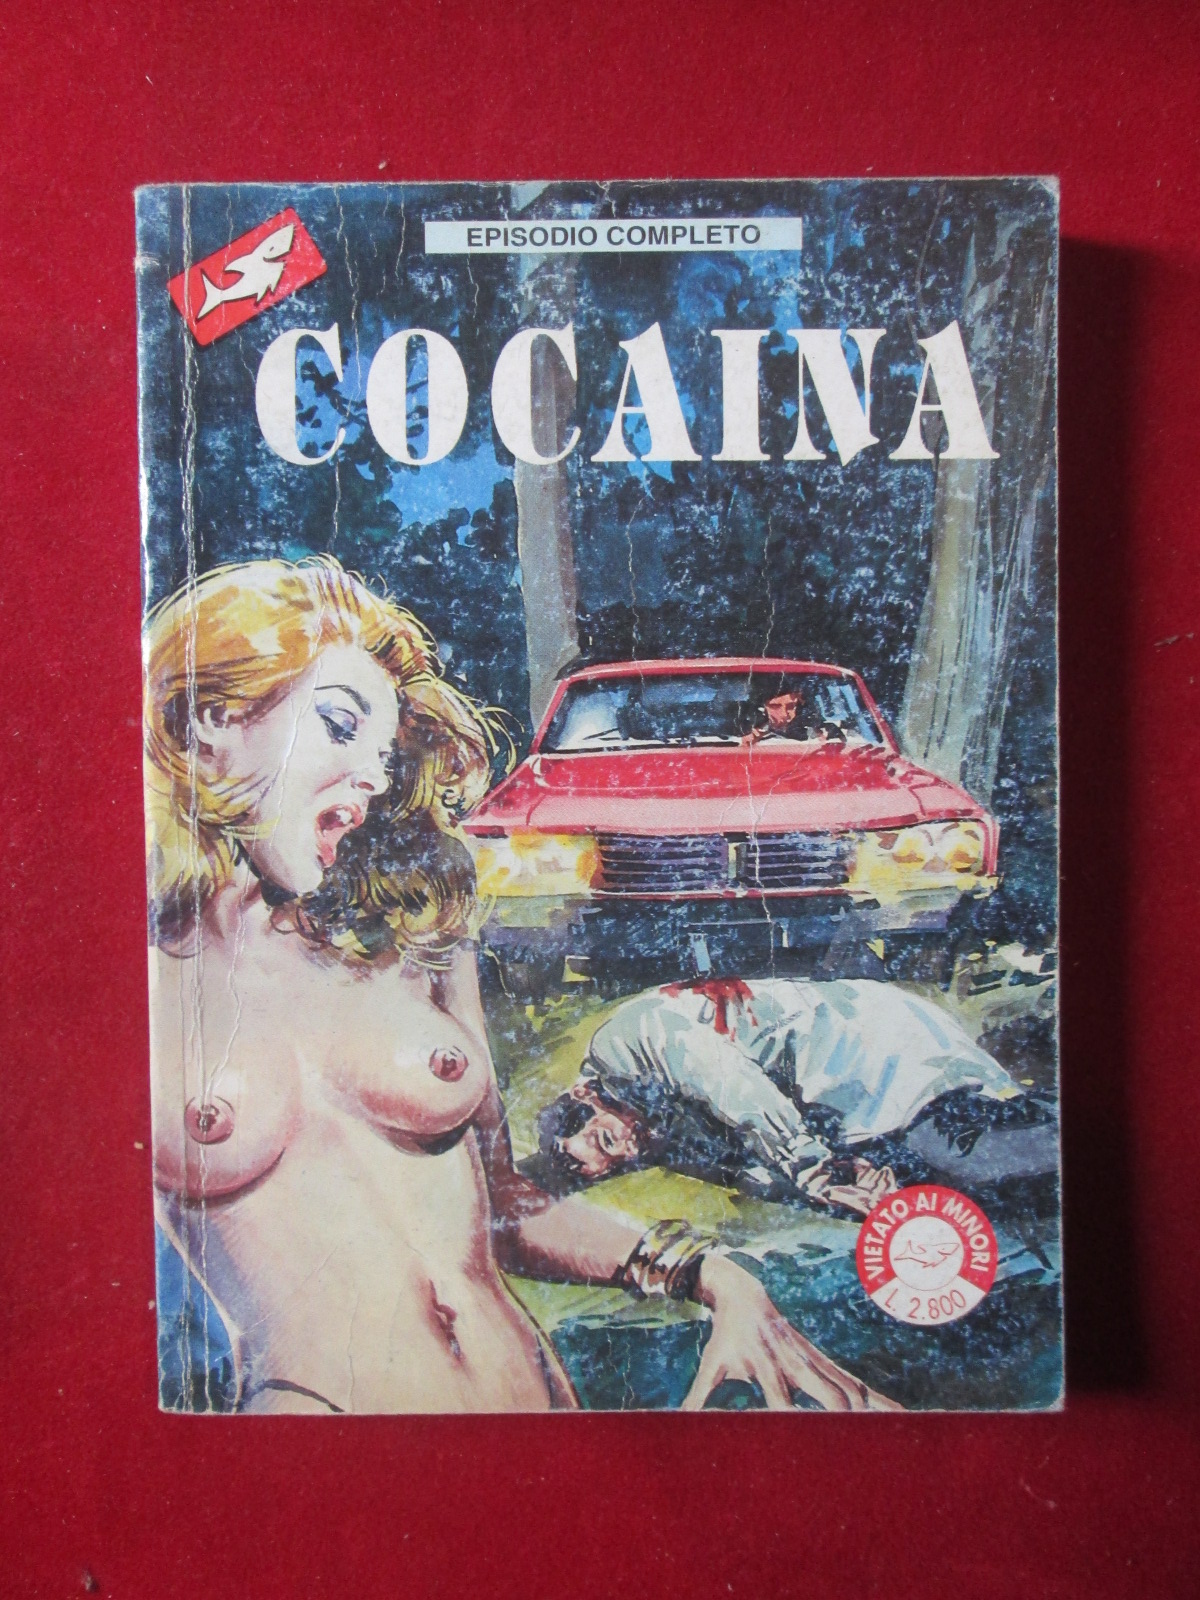 EPISODIO COMPLETO
COCAINA
VIETATO AI MINORI
L. 2.800